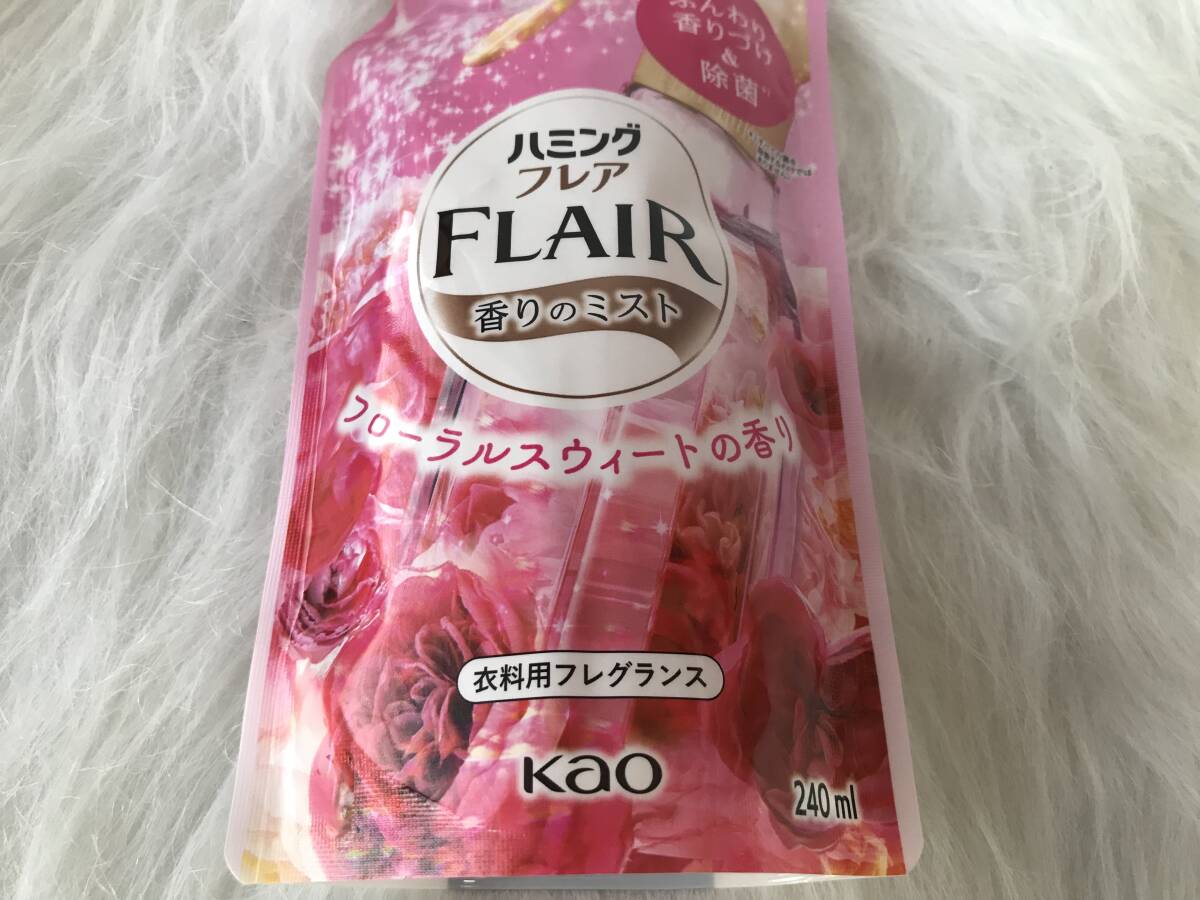 ふんわり
香りづけ
&
除菌
ハミング
フレア
FLAIR
香りのミスト
フローラルスウィートの香り
衣料用フレグランス
Kao
240 ml